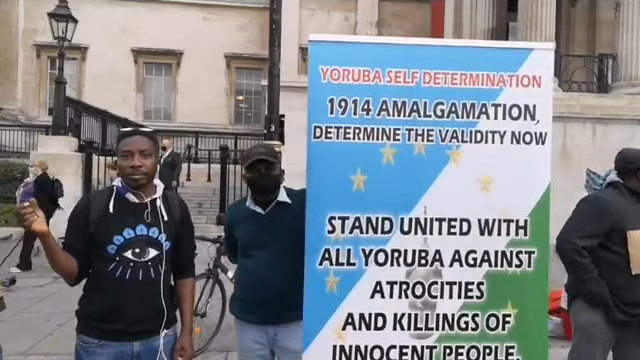 YORUBA SELF DETERMINATION
1914 AMALGAMATION,
DETERMINE THE VALIDITY NOW
STAND UNITED WITH
ALL YORUBA AGAINST
ATROCITIES
AND KILLINGS OF
INNOCENT PEOPLE.
KENZO